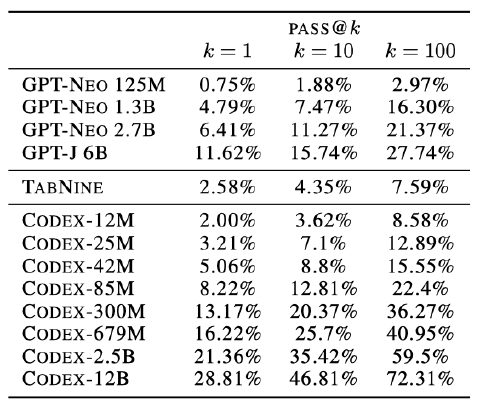 PASS@k
k = 1 k = 10 k = 100
GPT-NEO 125M 0.75% 1.88% 2.97%
GPT-NEO 1.3B 4.79% 7.47% 16.30%
GPT-NEO 2.7B 6.41% 11.27% 21.37%
GPT-J 6B 11.62% 15.74% 27.74%
TABNINE 2.58% 4.35% 7.59%
CODEX-12M 2.00% 3.62% 8.58%
CODEX-25M 3.21% 7.1% 12.89%
CODEX-42M 5.06% 8.8% 15.55%
CODEX-85M 8.22% 12.81% 22.4%
CODEX-300M 13.17% 20.37% 36.27%
CODEX-679M 16.22% 25.7% 40.95%
CODEX-2.5B 21.36% 35.42% 59.5%
CODEX-12B 28.81% 46.81% 72.31%